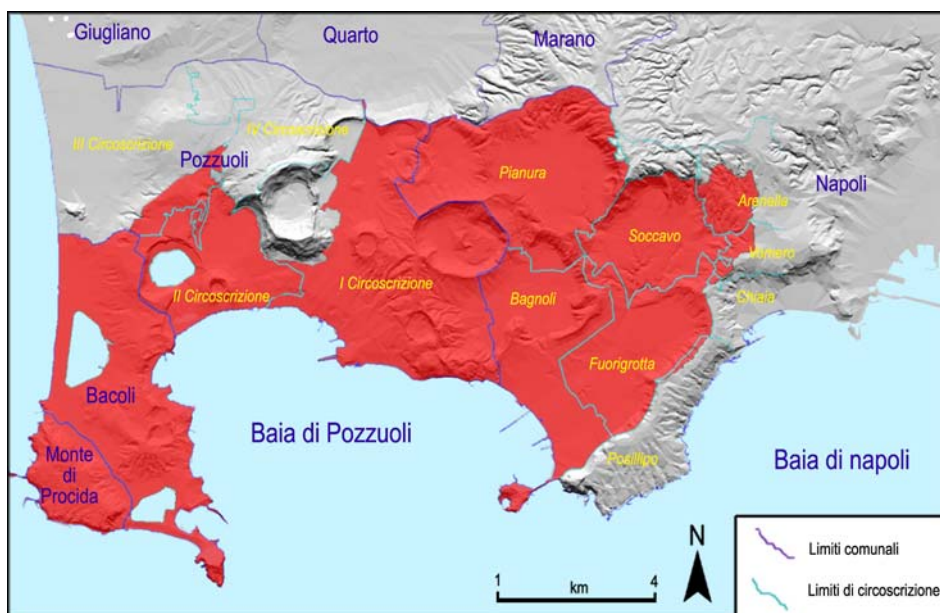 Giugliano
Quarto
Marano
III Circoscrizione
IV Circoscrizione
Pozzuoli
Pianura
Napoli
Arenella
Soccavo
Vomero
II Circoscrizione
I Circoscrizione
Bagnoli
Chiaia
Fuorigrotta
Bacoli
Baia di Pozzuoli
Monte
di
Procida
Posillipo
Baia di napoli
N
1
4
km
Limiti comunali
Limiti di circoscrizione